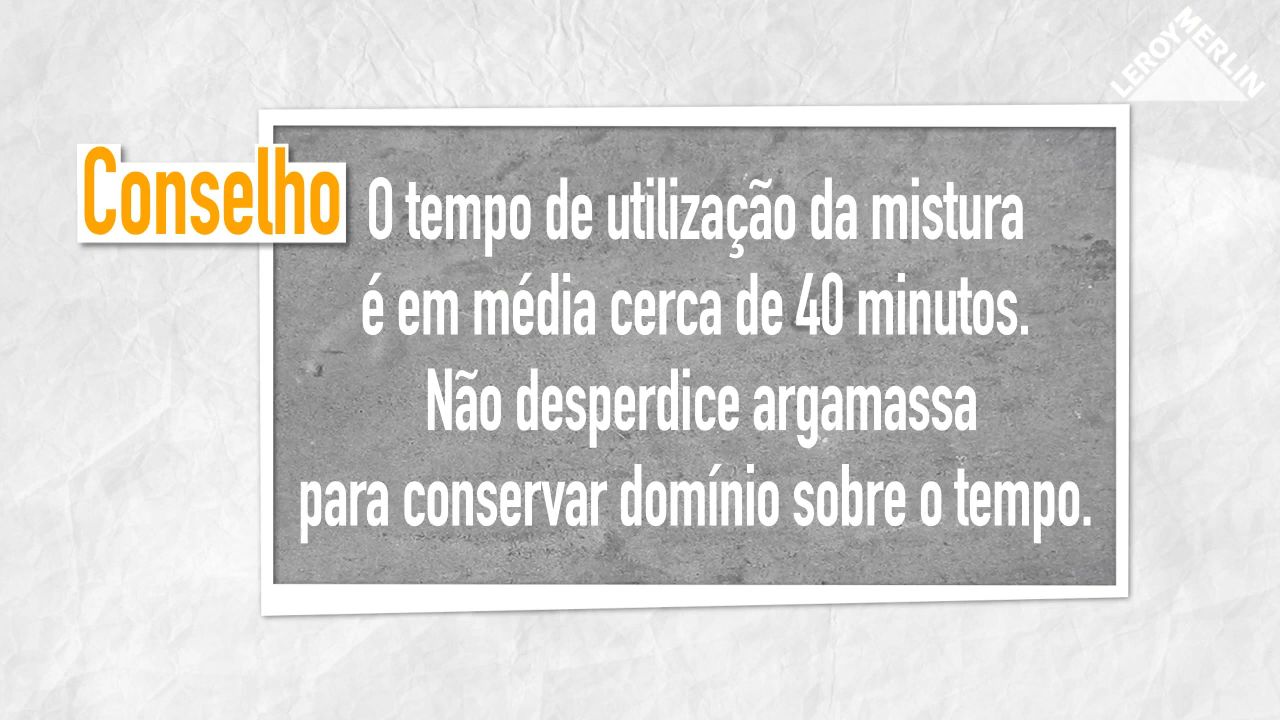 LEROY MERLIN
Conselho
O tempo de utilização da mistura
é em média cerca de 40 minutos.
Não desperdice argamassa
para conservar domínio sobre o tempo.